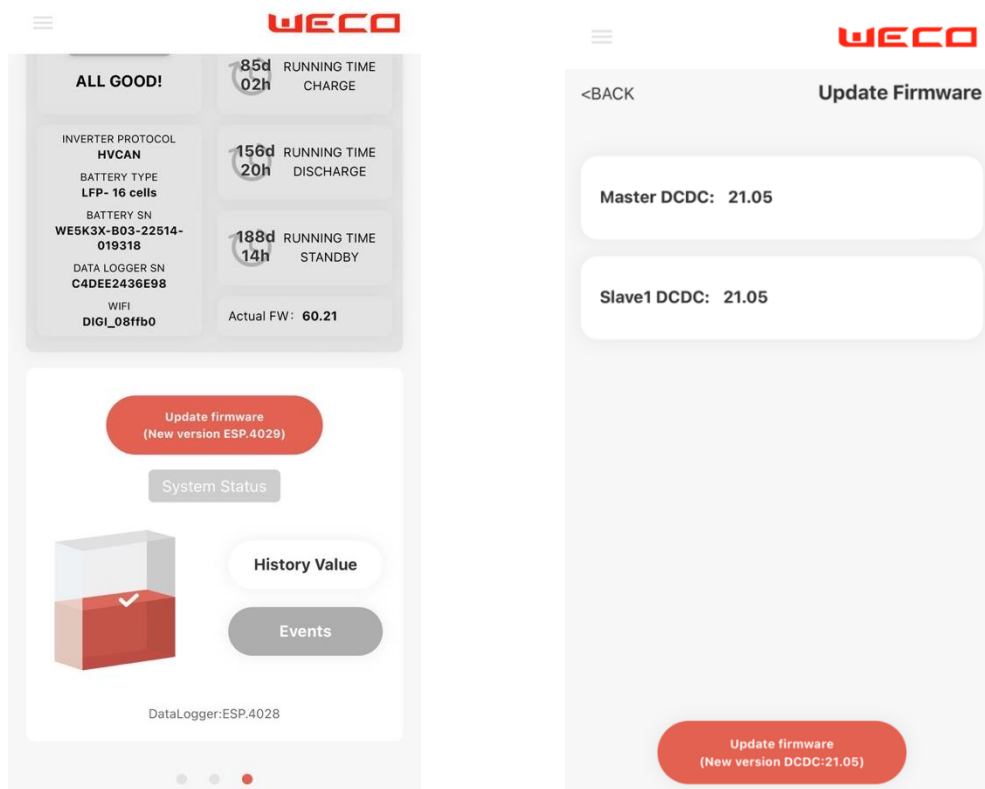 WECO
ALL GOOD!
85d
02h
RUNNING TIME
CHARGE
INVERTER PROTOCOL
HVCAN
BATTERY TYPE
LFP- 16 cells
BATTERY SN
WE5K3X-B03-22514-
019318
DATA LOGGER SN
C4DEE2436E98
WIFI
DIGI_08ffb0
156d
20h
RUNNING TIME
DISCHARGE
188d
14h
RUNNING TIME
STANDBY
Actual FW: 60.21
Update firmware
(New version ESP.4029)
System Status
History Value
Events
DataLogger:ESP.4028
WECO
<BACK
Update Firmware
Master DCDC: 21.05
Slave1 DCDC: 21.05
Update firmware
(New version DCDC:21.05)